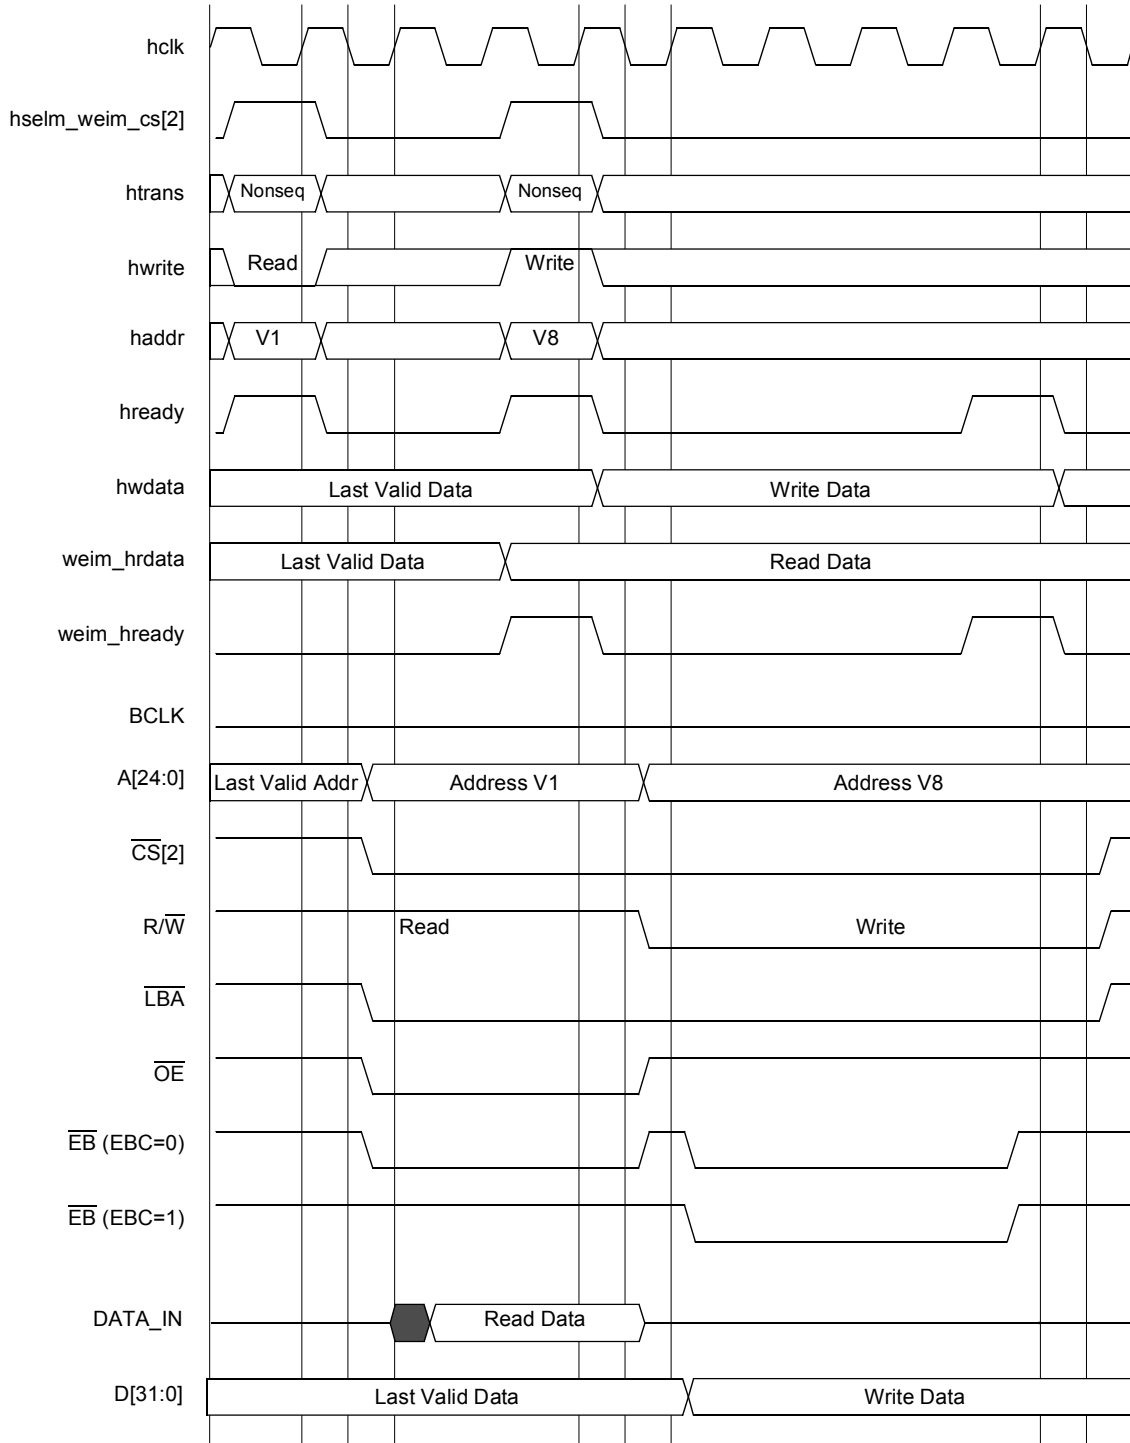 hclk
hselm_weim_cs[2]
htrans Nonseq Nonseq
hwrite Read Write
haddr V1 V8
hready
hwdata Last Valid Data Write Data
weim_hrdata Last Valid Data Read Data
weim_hready
BCLK
A[24:0] Last Valid Addr Address V1 Address V8
CS[2]
R/W Read Write
LBA
OE
EB (EBC=0)
EB (EBC=1)
DATA_IN Read Data
D[31:0] Last Valid Data Write Data